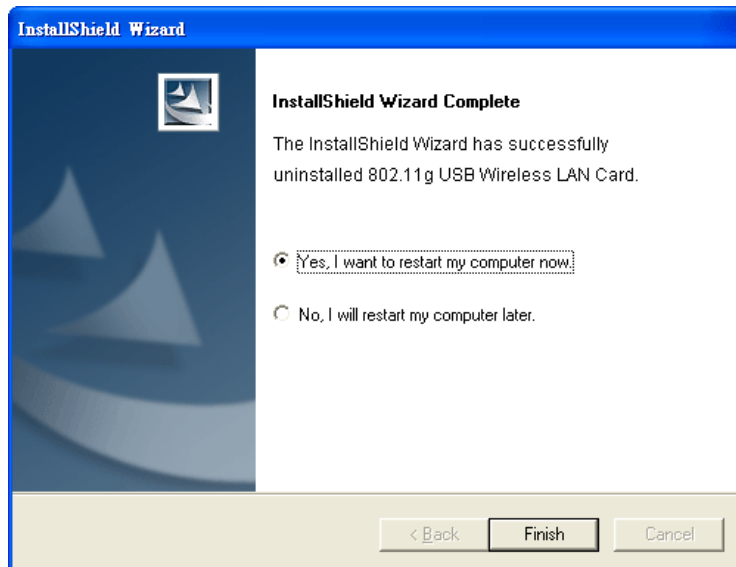 InstallShield Wizard
InstallShield Wizard Complete
The InstallShield Wizard has successfully
uninstalled 802.11g USB Wireless LAN Card.
Yes, I want to restart my computer now.
No, I will restart my computer later.
< Back
Finish
Cancel